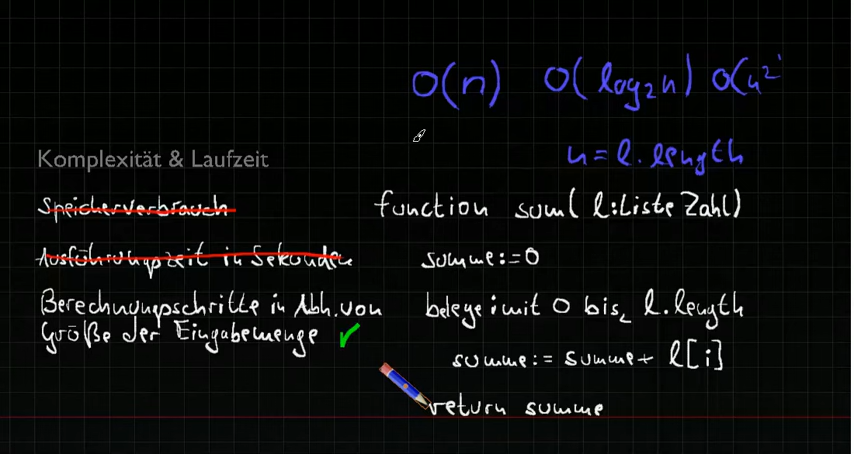 O(n) O(log₂n) O(n²
n = l.length
Komplexität & Laufzeit
Speicherverbrauch
Ausführungszeit in Sekunden
Berechnungsschritte in Abh. von
Größe der Eingabemenge
function sum( l:Liste Zahl)
summe:=0
belege i mit 0 bis l.length
summe:= summe + l[i]
return summe